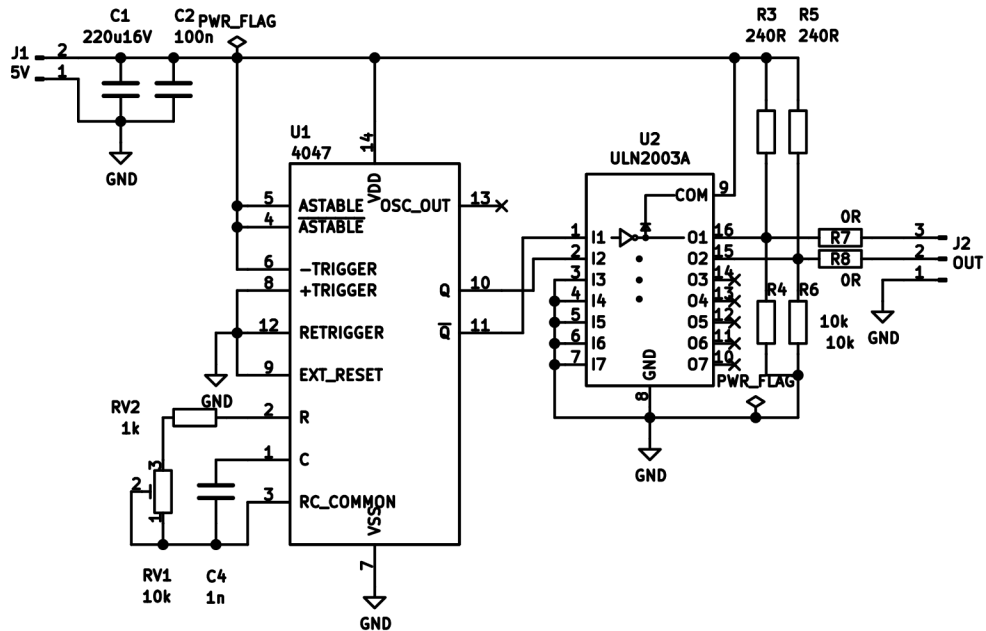 C1
220u16V
C2
100n
PWR_FLAG
R3
240R
R5
240R
J1
5V
2
1
GND
U1
4047
14
VDD
5
ASTABLE
OSC_OUT
13
4
ASTABLE
6
-TRIGGER
8
+TRIGGER
Q
10
12
RETRIGGER
Q
11
GND
9
EXT_RESET
RV2
1k
2
R
1
C
3
RC_COMMON
VSS
7
GND
3
2
1
RV1
10k
C4
1n
U2
ULN2003A
COM
9
1
I1
O1
16
2
I2
O2
15
3
I3
O3
14
4
I4
O4
13
5
I5
O5
12
6
I6
O6
11
7
I7
O7
10
GND
8
GND
PWR_FLAG
R4
R6
10k
10k
0R
R7
R8
0R
3
2
1
J2
OUT
GND